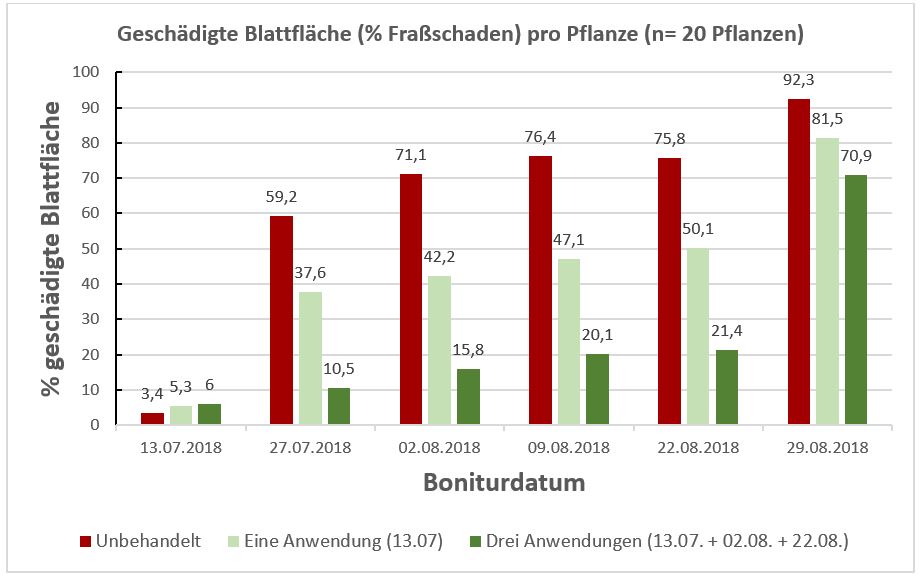 Geschädigte Blattfläche (% Fraßschaden) pro Pflanze (n= 20 Pflanzen)
% geschädigte Blattfläche
100
90
80
70
60
50
40
30
20
10
0
3,4 5,3 6
59,2 37,6 10,5
71,1 42,2 15,8
76,4 47,1 20,1
75,8 50,1 21,4
92,3 81,5 70,9
13.07.2018 27.07.2018 02.08.2018 09.08.2018 22.08.2018 29.08.2018
Boniturdatum
Unbehandelt Eine Anwendung (13.07) Drei Anwendungen (13.07. + 02.08. + 22.08.)